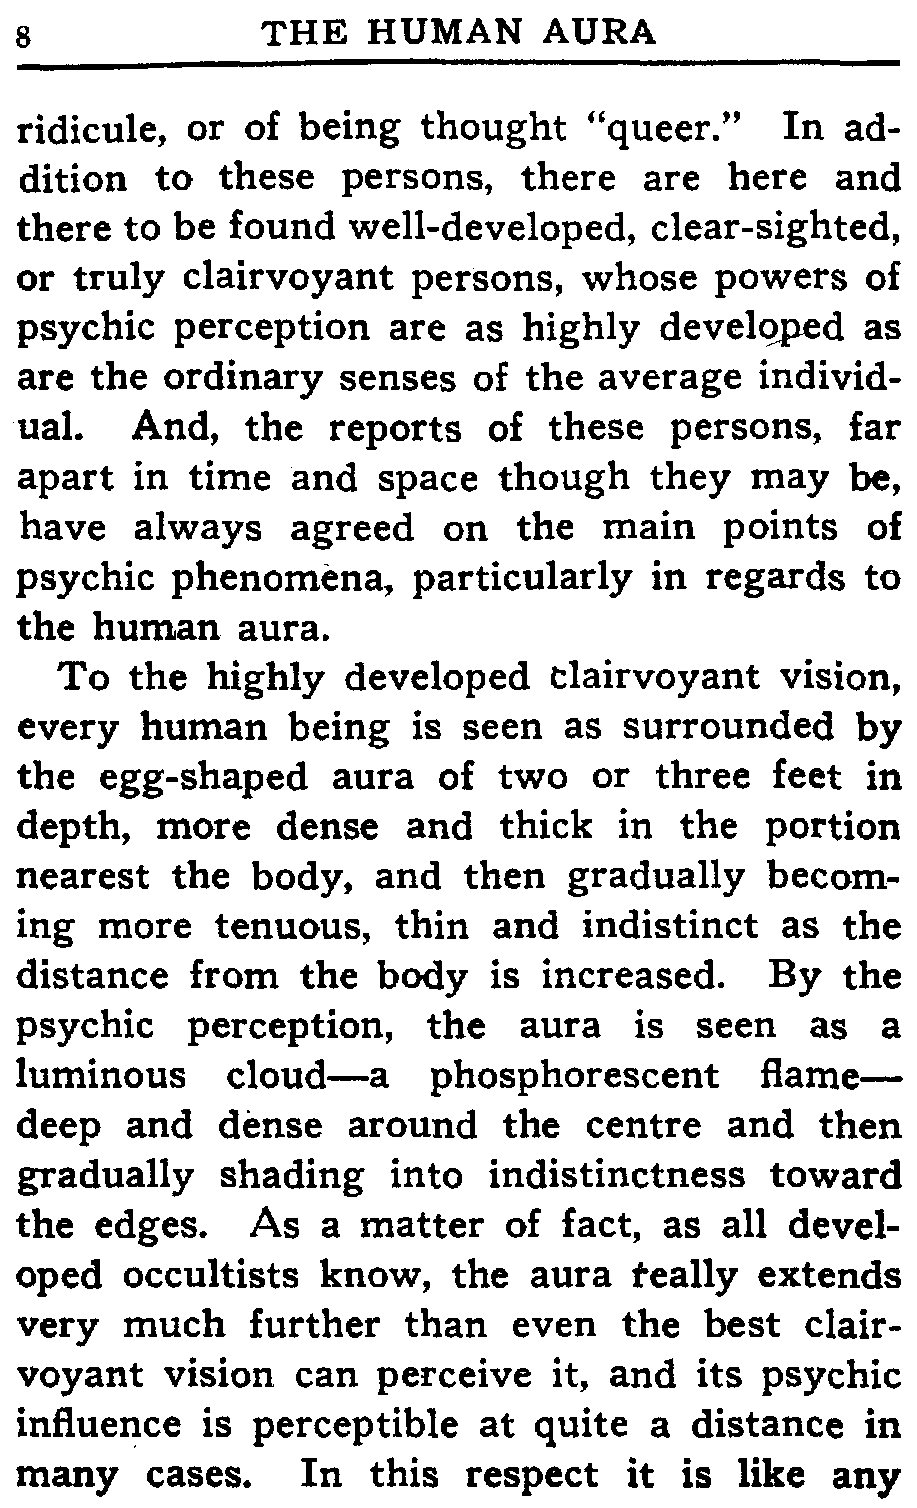 8 THE HUMAN AURA
ridicule, or of being thought “queer.” In ad-
dition to these persons, there are here and
there to be found well-developed, clear-sighted,
or truly clairvoyant persons, whose powers of
psychic perception are as highly developed as
are the ordinary senses of the average individ-
ual. And, the reports of these persons, far
apart in time and space though they may be,
have always agreed on the main points of
psychic phenomena, particularly in regards to
the human aura.
To the highly developed clairvoyant vision,
every human being is seen as surrounded by
the egg-shaped aura of two or three feet in
depth, more dense and thick in the portion
nearest the body, and then gradually becom-
ing more tenuous, thin and indistinct as the
distance from the body is increased. By the
psychic perception, the aura is seen as a
luminous cloud—a phosphorescent flame—
deep and dense around the centre and then
gradually shading into indistinctness toward
the edges. As a matter of fact, as all devel-
oped occultists know, the aura really extends
very much further than even the best clair-
voyant vision can perceive it, and its psychic
influence is perceptible at quite a distance in
many cases. In this respect it is like any